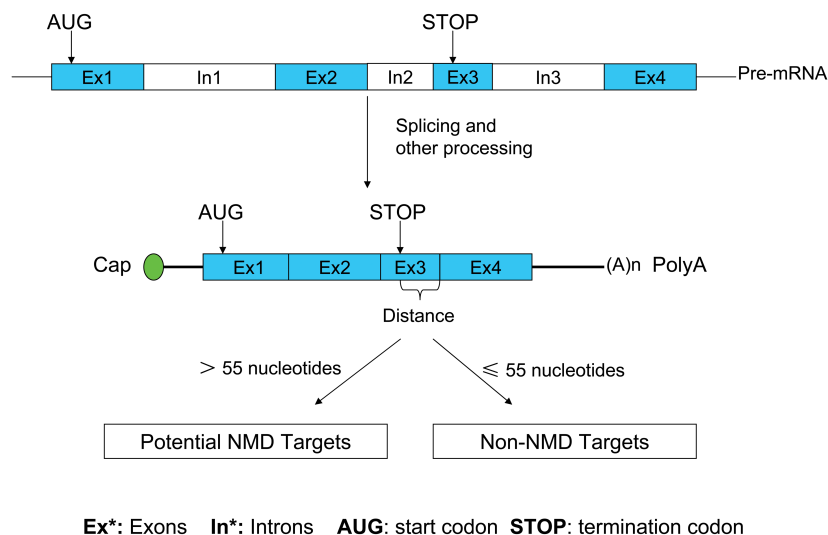 AUG STOP
Ex1 In1 Ex2 In2 Ex3 In3 Ex4 Pre-mRNA
Splicing and
other processing
AUG STOP
Cap Ex1 Ex2 Ex3 Ex4 (A)n PolyA
Distance
> 55 nucleotides ⩽ 55 nucleotides
Potential NMD Targets Non-NMD Targets
Ex*: Exons In*: Introns AUG: start codon STOP: termination codon